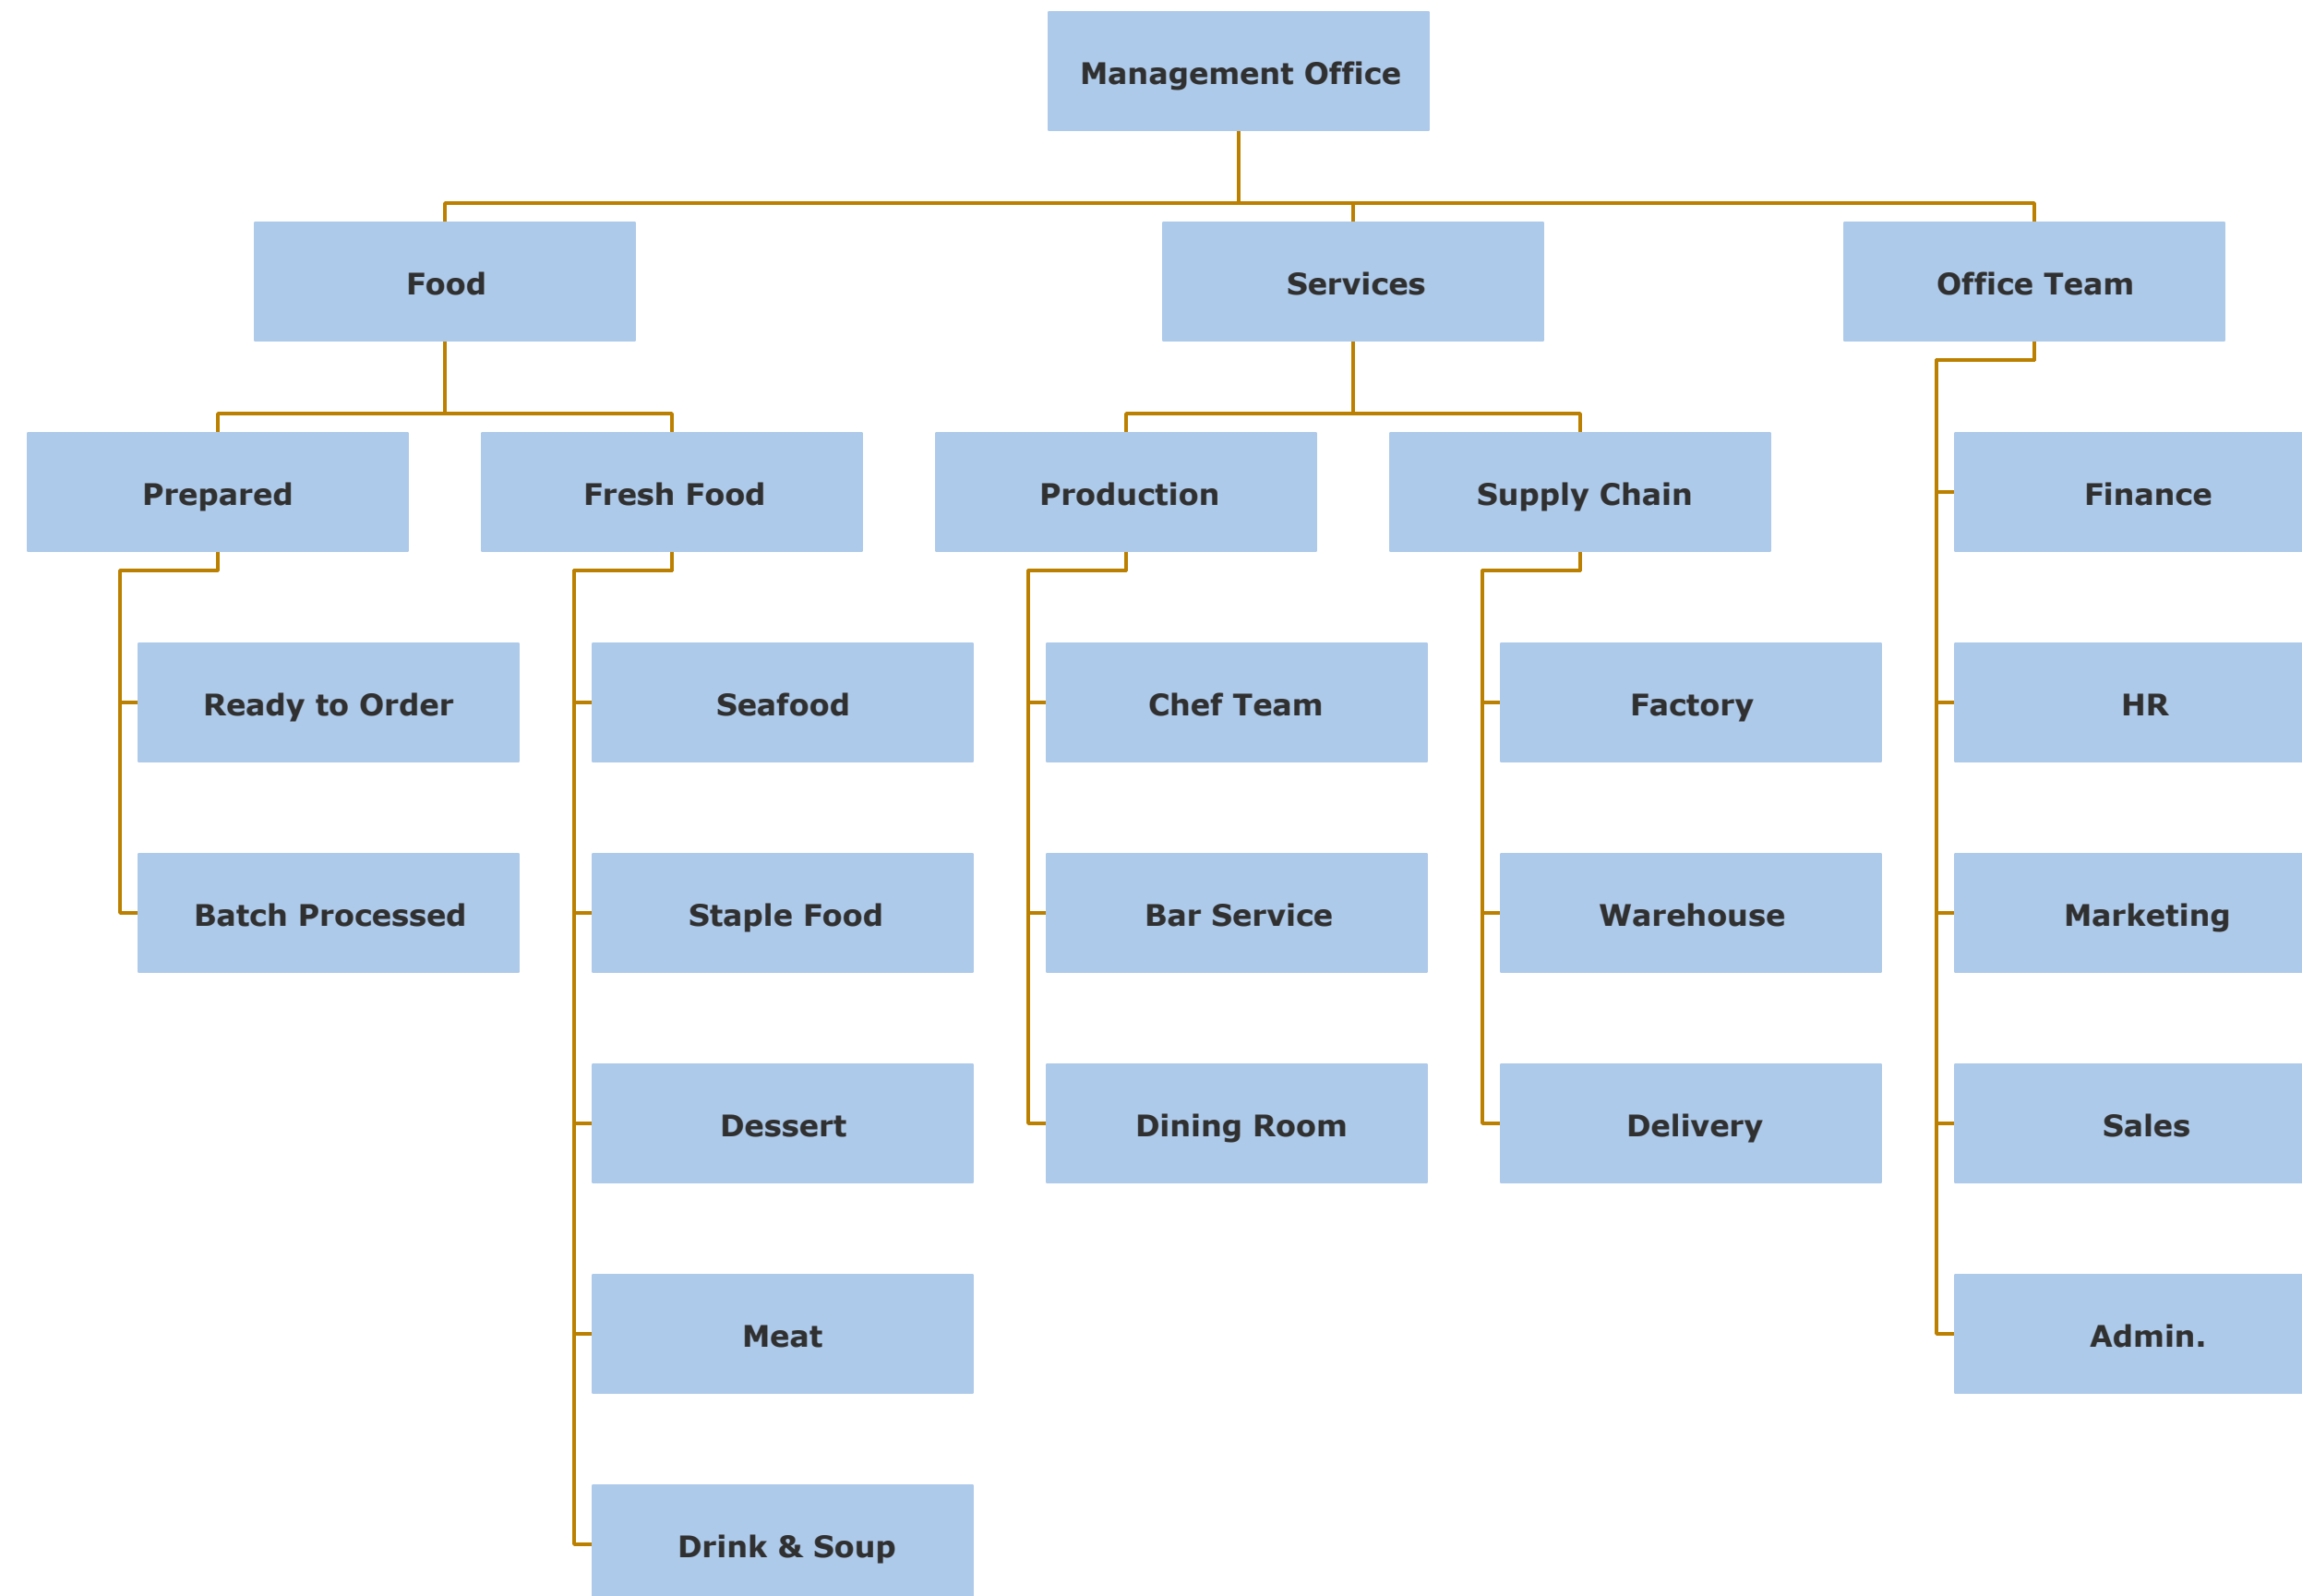 Management Office
Food
Services
Office Team
Prepared
Fresh Food
Production
Supply Chain
Finance
Ready to Order
Seafood
Chef Team
Factory
HR
Batch Processed
Staple Food
Bar Service
Warehouse
Marketing
Dessert
Dining Room
Delivery
Sales
Meat
Admin.
Drink & Soup